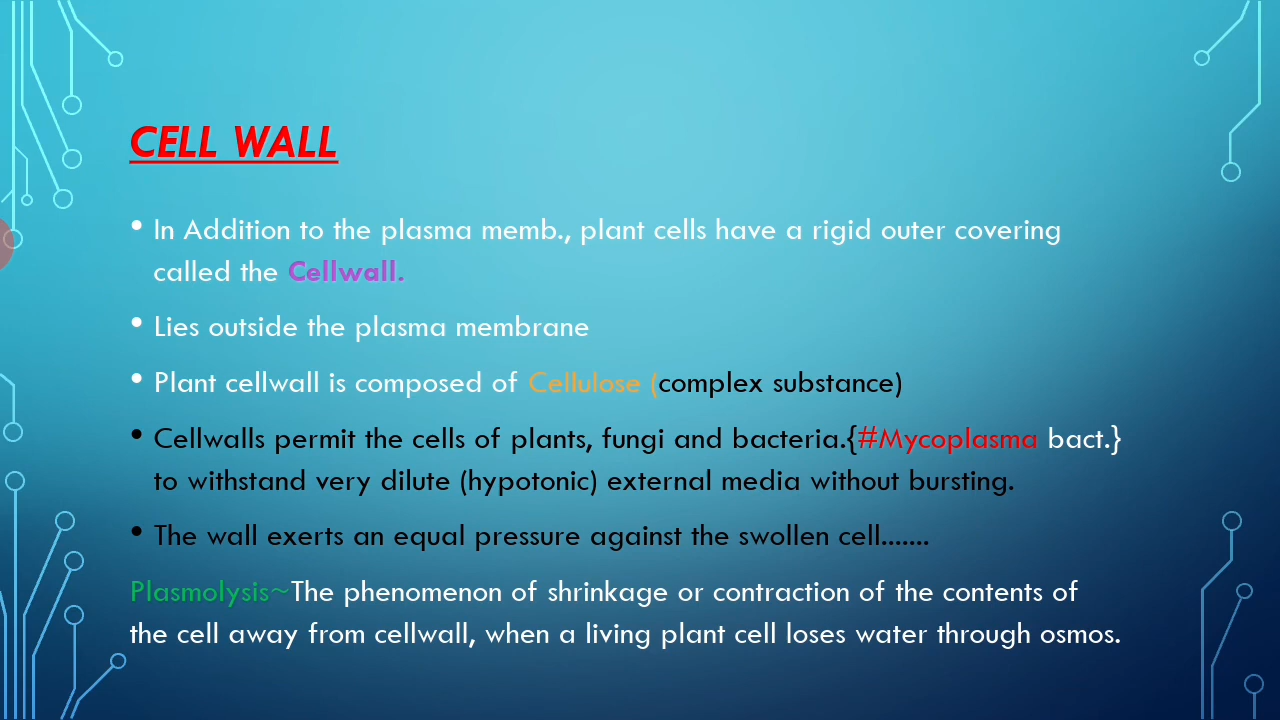 CELL WALL
• In Addition to the plasma memb., plant cells have a rigid outer covering
called the Cellwall.
• Lies outside the plasma membrane
• Plant cellwall is composed of Cellulose (complex substance)
• Cellwalls permit the cells of plants, fungi and bacteria.{#Mycoplasma bact.}
to withstand very dilute (hypotonic) external media without bursting.
• The wall exerts an equal pressure against the swollen cell.......
Plasmolysis~The phenomenon of shrinkage or contraction of the contents of
the cell away from cellwall, when a living plant cell loses water through osmos.